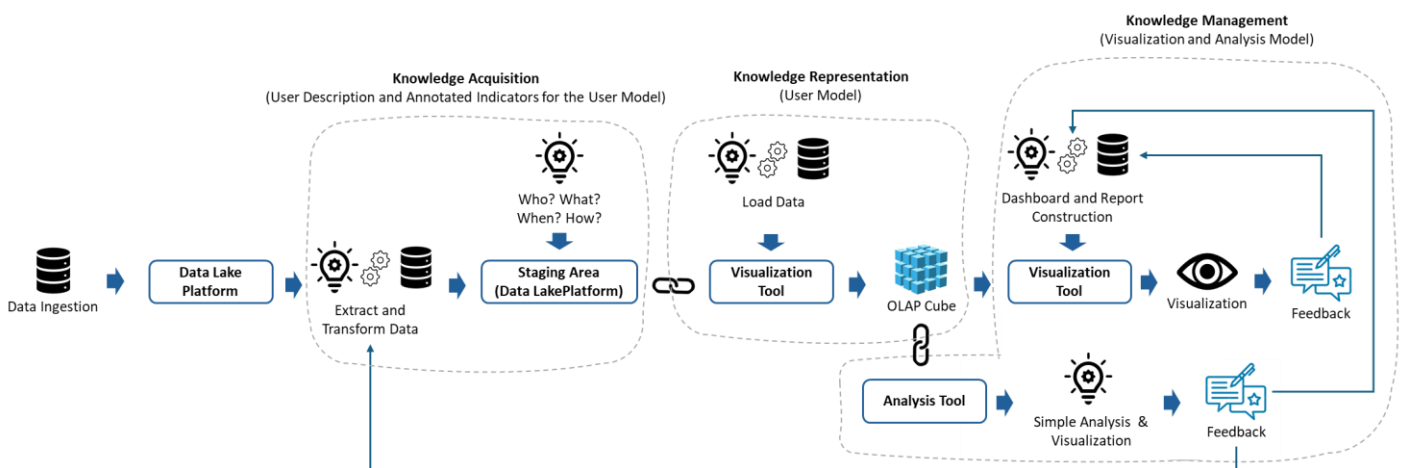 Knowledge Management
(Visualization and Analysis Model)
Knowledge Acquisition
(User Description and Annotated Indicators for the User Model)
Knowledge Representation
(User Model)
Who? What?
When? How?
Load Data
Dashboard and Report
Construction
Data Ingestion
Data Lake
Platform
Extract and
Transform Data
Staging Area
(Data LakePlatform)
Visualization
Tool
OLAP Cube
Visualization
Tool
Visualization
Feedback
Analysis Tool
Simple Analysis &
Visualization
Feedback